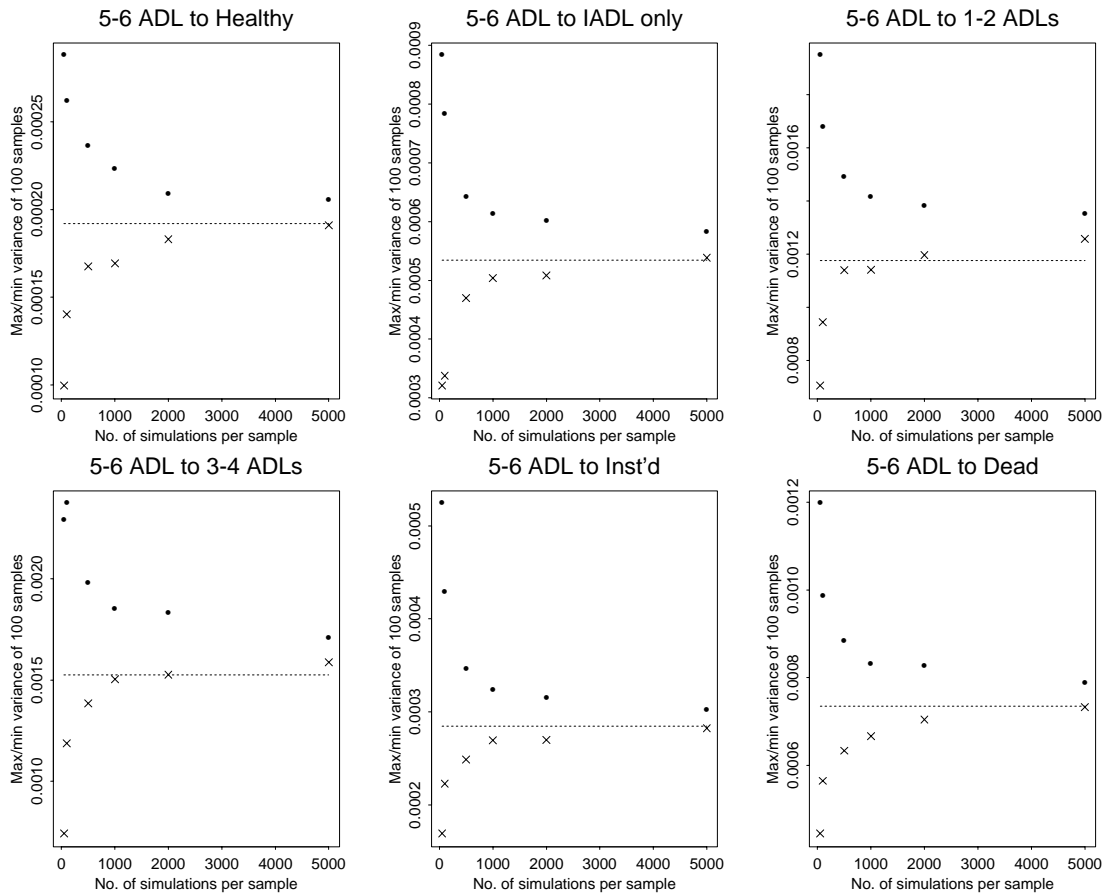 5-6 ADL to Healthy
Max/min variance of 100 samples
0.00010 0.00015 0.00020 0.00025
0 1000 2000 3000 4000 5000
No. of simulations per sample
5-6 ADL to IADL only
Max/min variance of 100 samples
0.0003 0.0004 0.0005 0.0006 0.0007 0.0008 0.0009
0 1000 2000 3000 4000 5000
No. of simulations per sample
5-6 ADL to 1-2 ADLs
Max/min variance of 100 samples
0.0008 0.0012 0.0016
0 1000 2000 3000 4000 5000
No. of simulations per sample
5-6 ADL to 3-4 ADLs
Max/min variance of 100 samples
0.0010 0.0015 0.0020
0 1000 2000 3000 4000 5000
No. of simulations per sample
5-6 ADL to Inst'd
Max/min variance of 100 samples
0.0002 0.0003 0.0004 0.0005
0 1000 2000 3000 4000 5000
No. of simulations per sample
5-6 ADL to Dead
Max/min variance of 100 samples
0.0006 0.0008 0.0010 0.0012
0 1000 2000 3000 4000 5000
No. of simulations per sample